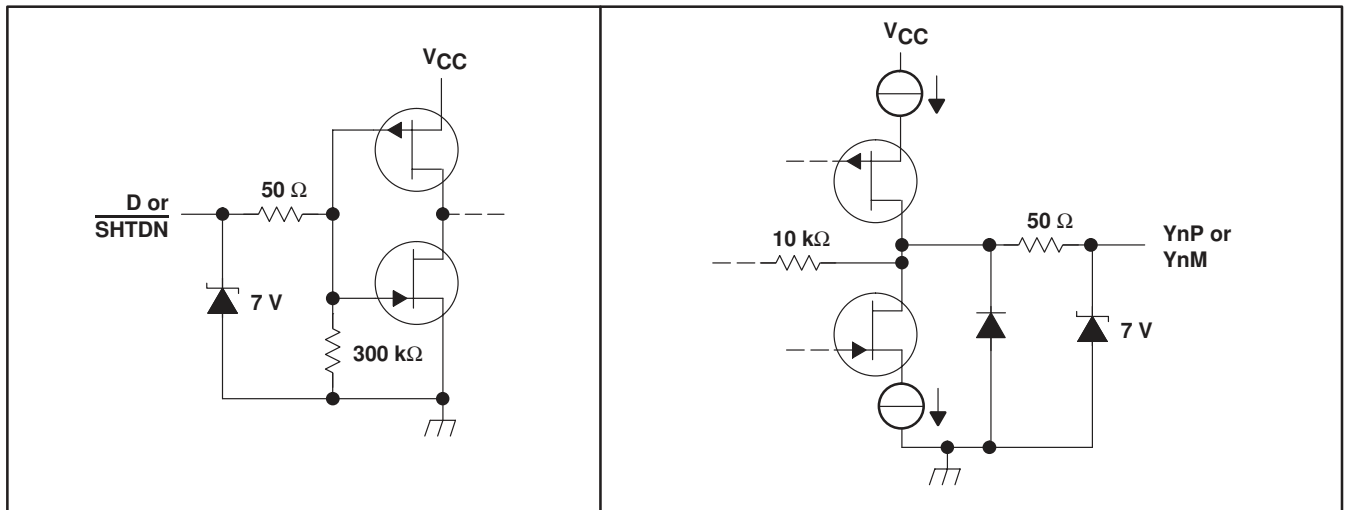 VCC
50 Ω
D or
SHTDN
7 V
300 kΩ
VCC
10 kΩ
50 Ω
YnP or
YnM
7 V